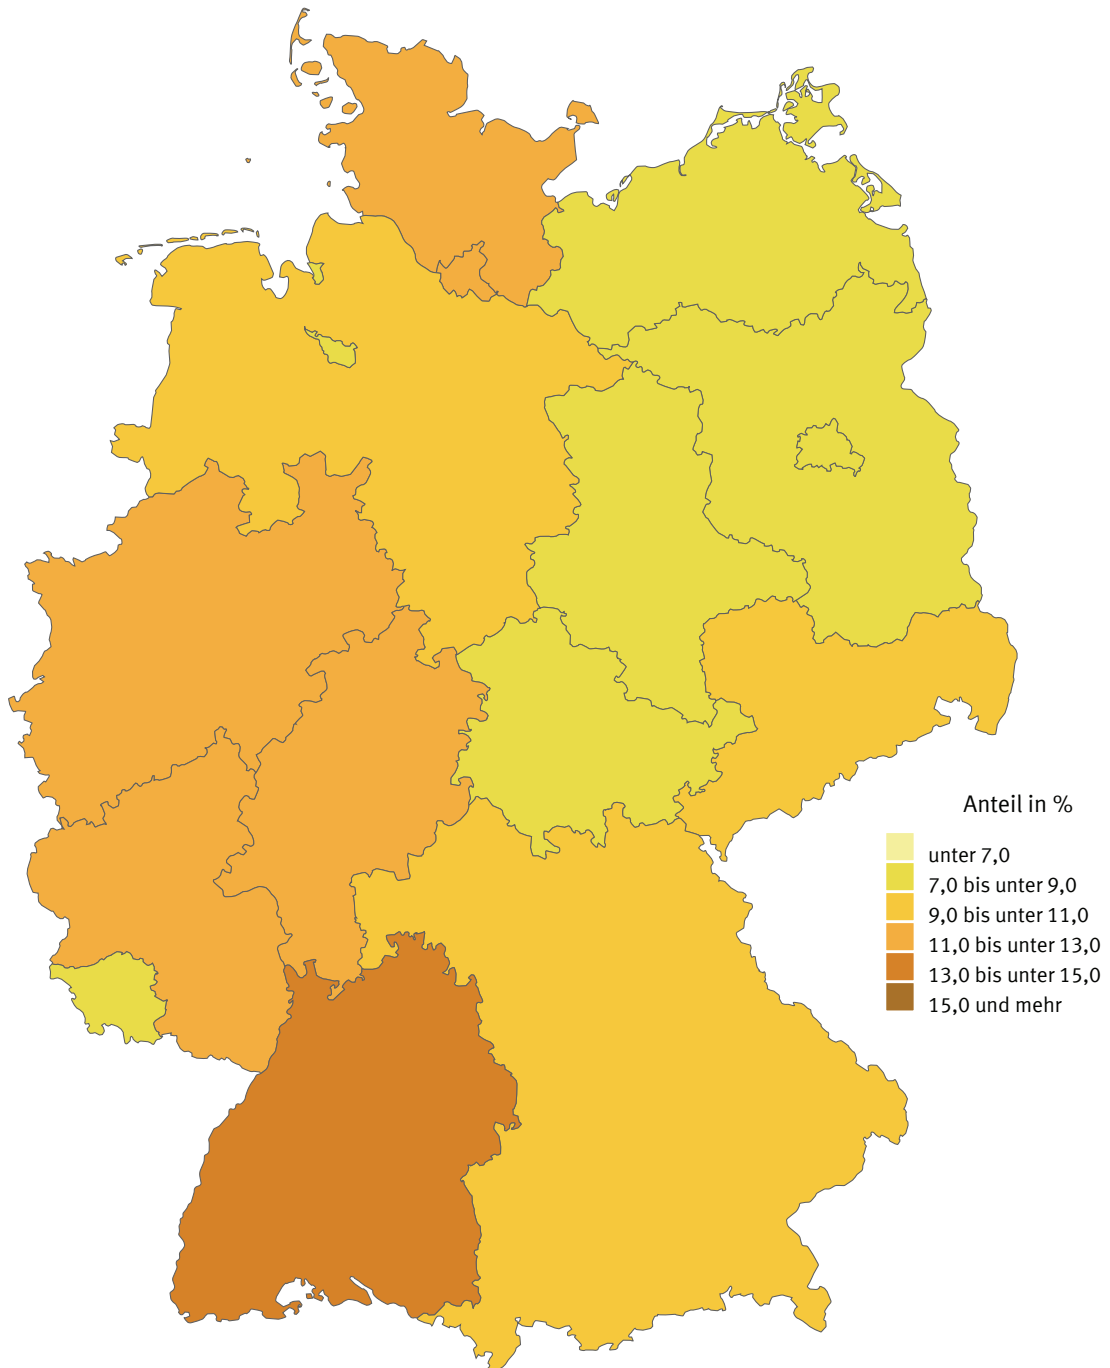 Anteil in %
unter 7,0
7,0 bis unter 9,0
9,0 bis unter 11,0
11,0 bis unter 13,0
13,0 bis unter 15,0
15,0 und mehr